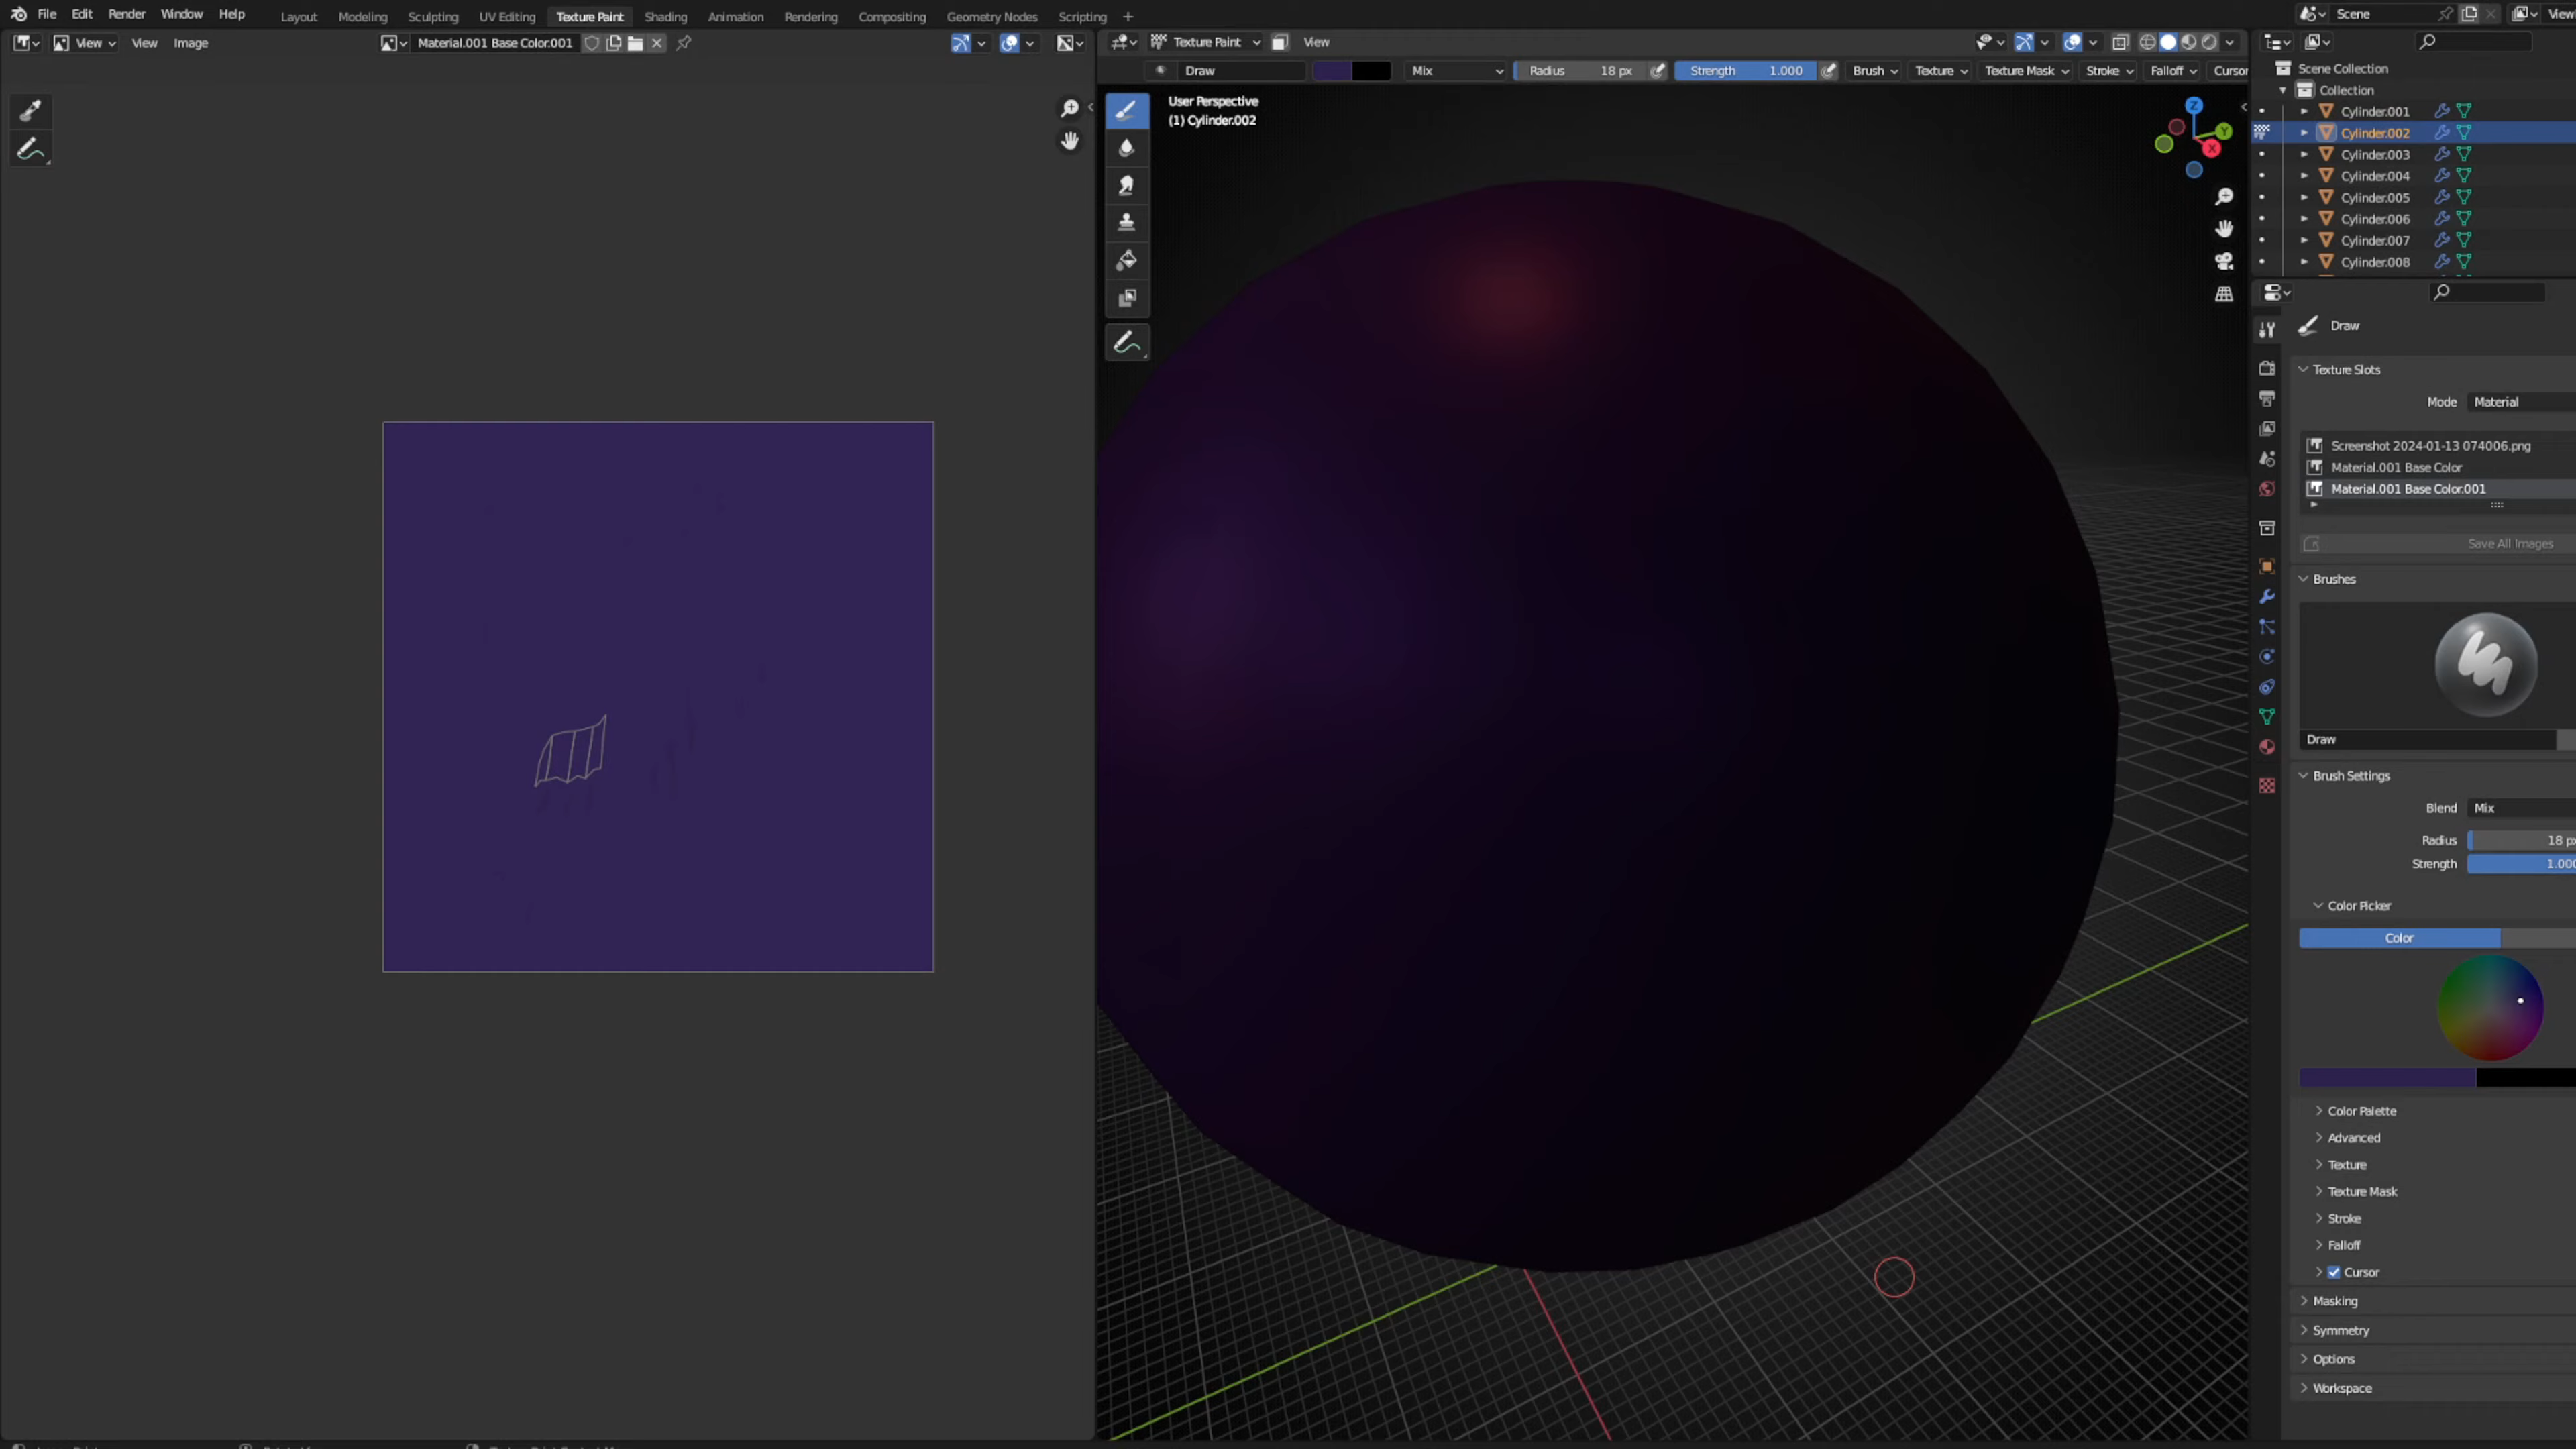 File Edit Render Window Help Layout Modeling Sculpting UV Editing Texture Paint Shading Animation Rendering Compositing Geometry Nodes Scripting + Scene View
View View Image Material.001 Base Color.001
Texture Paint View
Draw Mix Radius 18 px Strength 1.000 Brush Texture Texture Mask Stroke Falloff Cursor
User Perspective
(1) Cylinder.002
Z
Y
X
Scene Collection
Collection
Cylinder.001
Cylinder.002
Cylinder.003
Cylinder.004
Cylinder.005
Cylinder.006
Cylinder.007
Cylinder.008
Draw
Texture Slots
Mode Material
Screenshot 2024-01-13 074006.png
Material.001 Base Color
Material.001 Base Color.001
Save All Images
Brushes
Draw
Brush Settings
Blend Mix
Radius 18 px
Strength 1.000
Color Picker
Color
Color Palette
Advanced
Texture
Texture Mask
Stroke
Falloff
Cursor
Masking
Symmetry
Options
Workspace